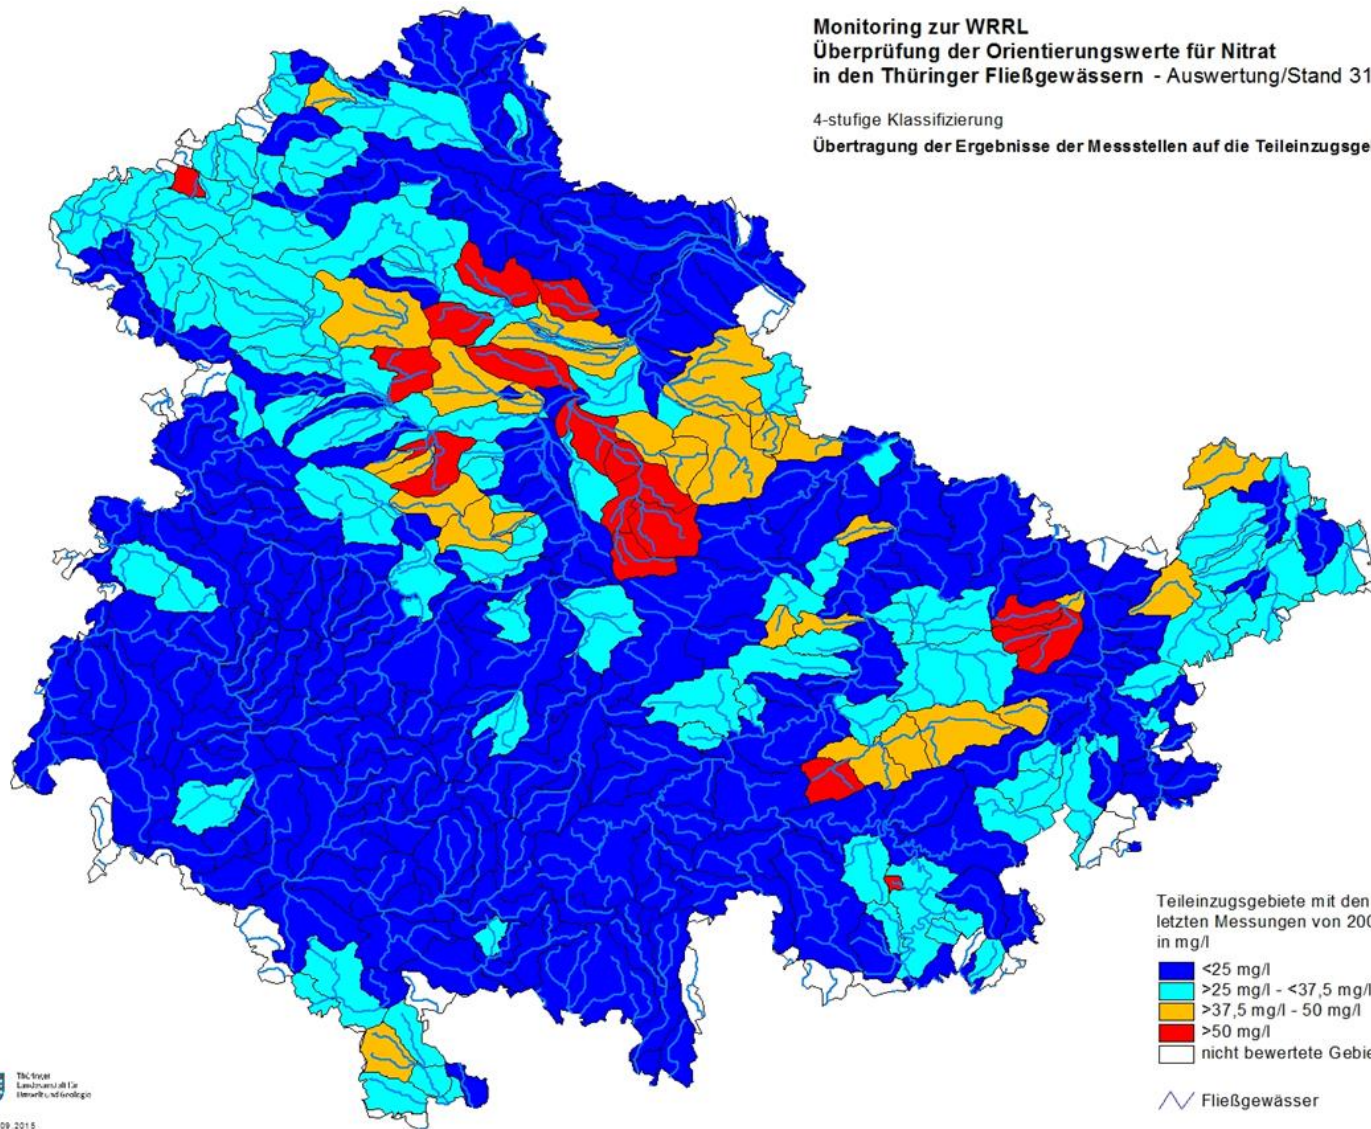 Monitoring zur WRRL
Überprüfung der Orientierungswerte für Nitrat
in den Thüringer Fließgewässern - Auswertung/Stand 31
4-stufige Klassifizierung
Übertragung der Ergebnisse der Messstellen auf die Teileinzugsge
Teileinzugsgebiete mit den
letzten Messungen von 200
in mg/l
<25 mg/l
>25 mg/l - <37,5 mg/l
>37,5 mg/l - 50 mg/l
>50 mg/l
nicht bewertete Gebie
Fließgewässer
Thüringer
Landesanstalt für
Umwelt und Geologie
09.2015